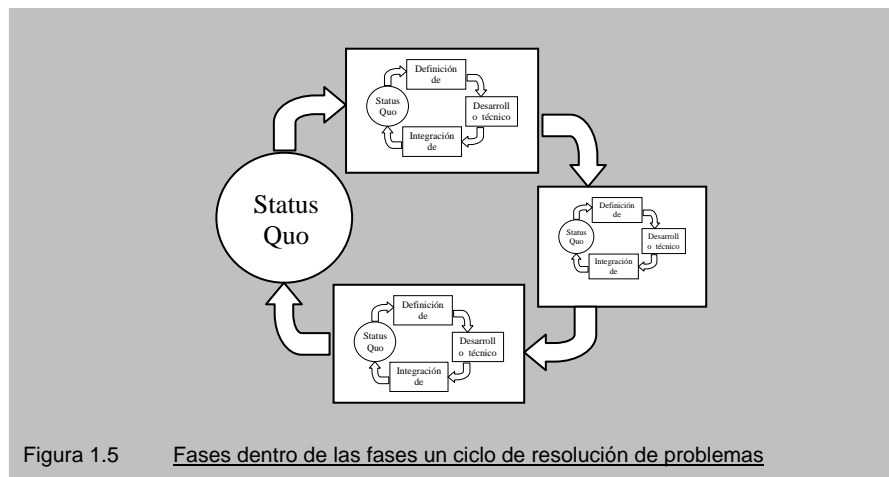 Definición
de
Status
Quo
Desarroll
o técnico
Integración
de
Status
Quo
Definición
de
Status
Quo
Desarroll
o técnico
Integración
de
Definición
de
Status
Quo
Desarroll
o técnico
Integración
de
Figura 1.5 Fases dentro de las fases un ciclo de resolución de problemas